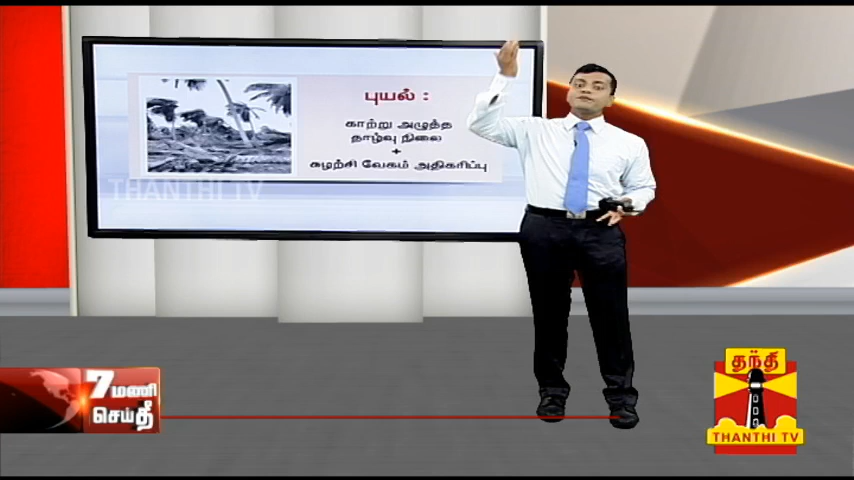 புயல் :
காற்று அழுத்த
தாழ்வு நிலை
+
சுழற்சி வேகம் அதிகரிப்பு
THANTHI TV
7 மணி
செய்தீ
தந்தி
THANTHI TV